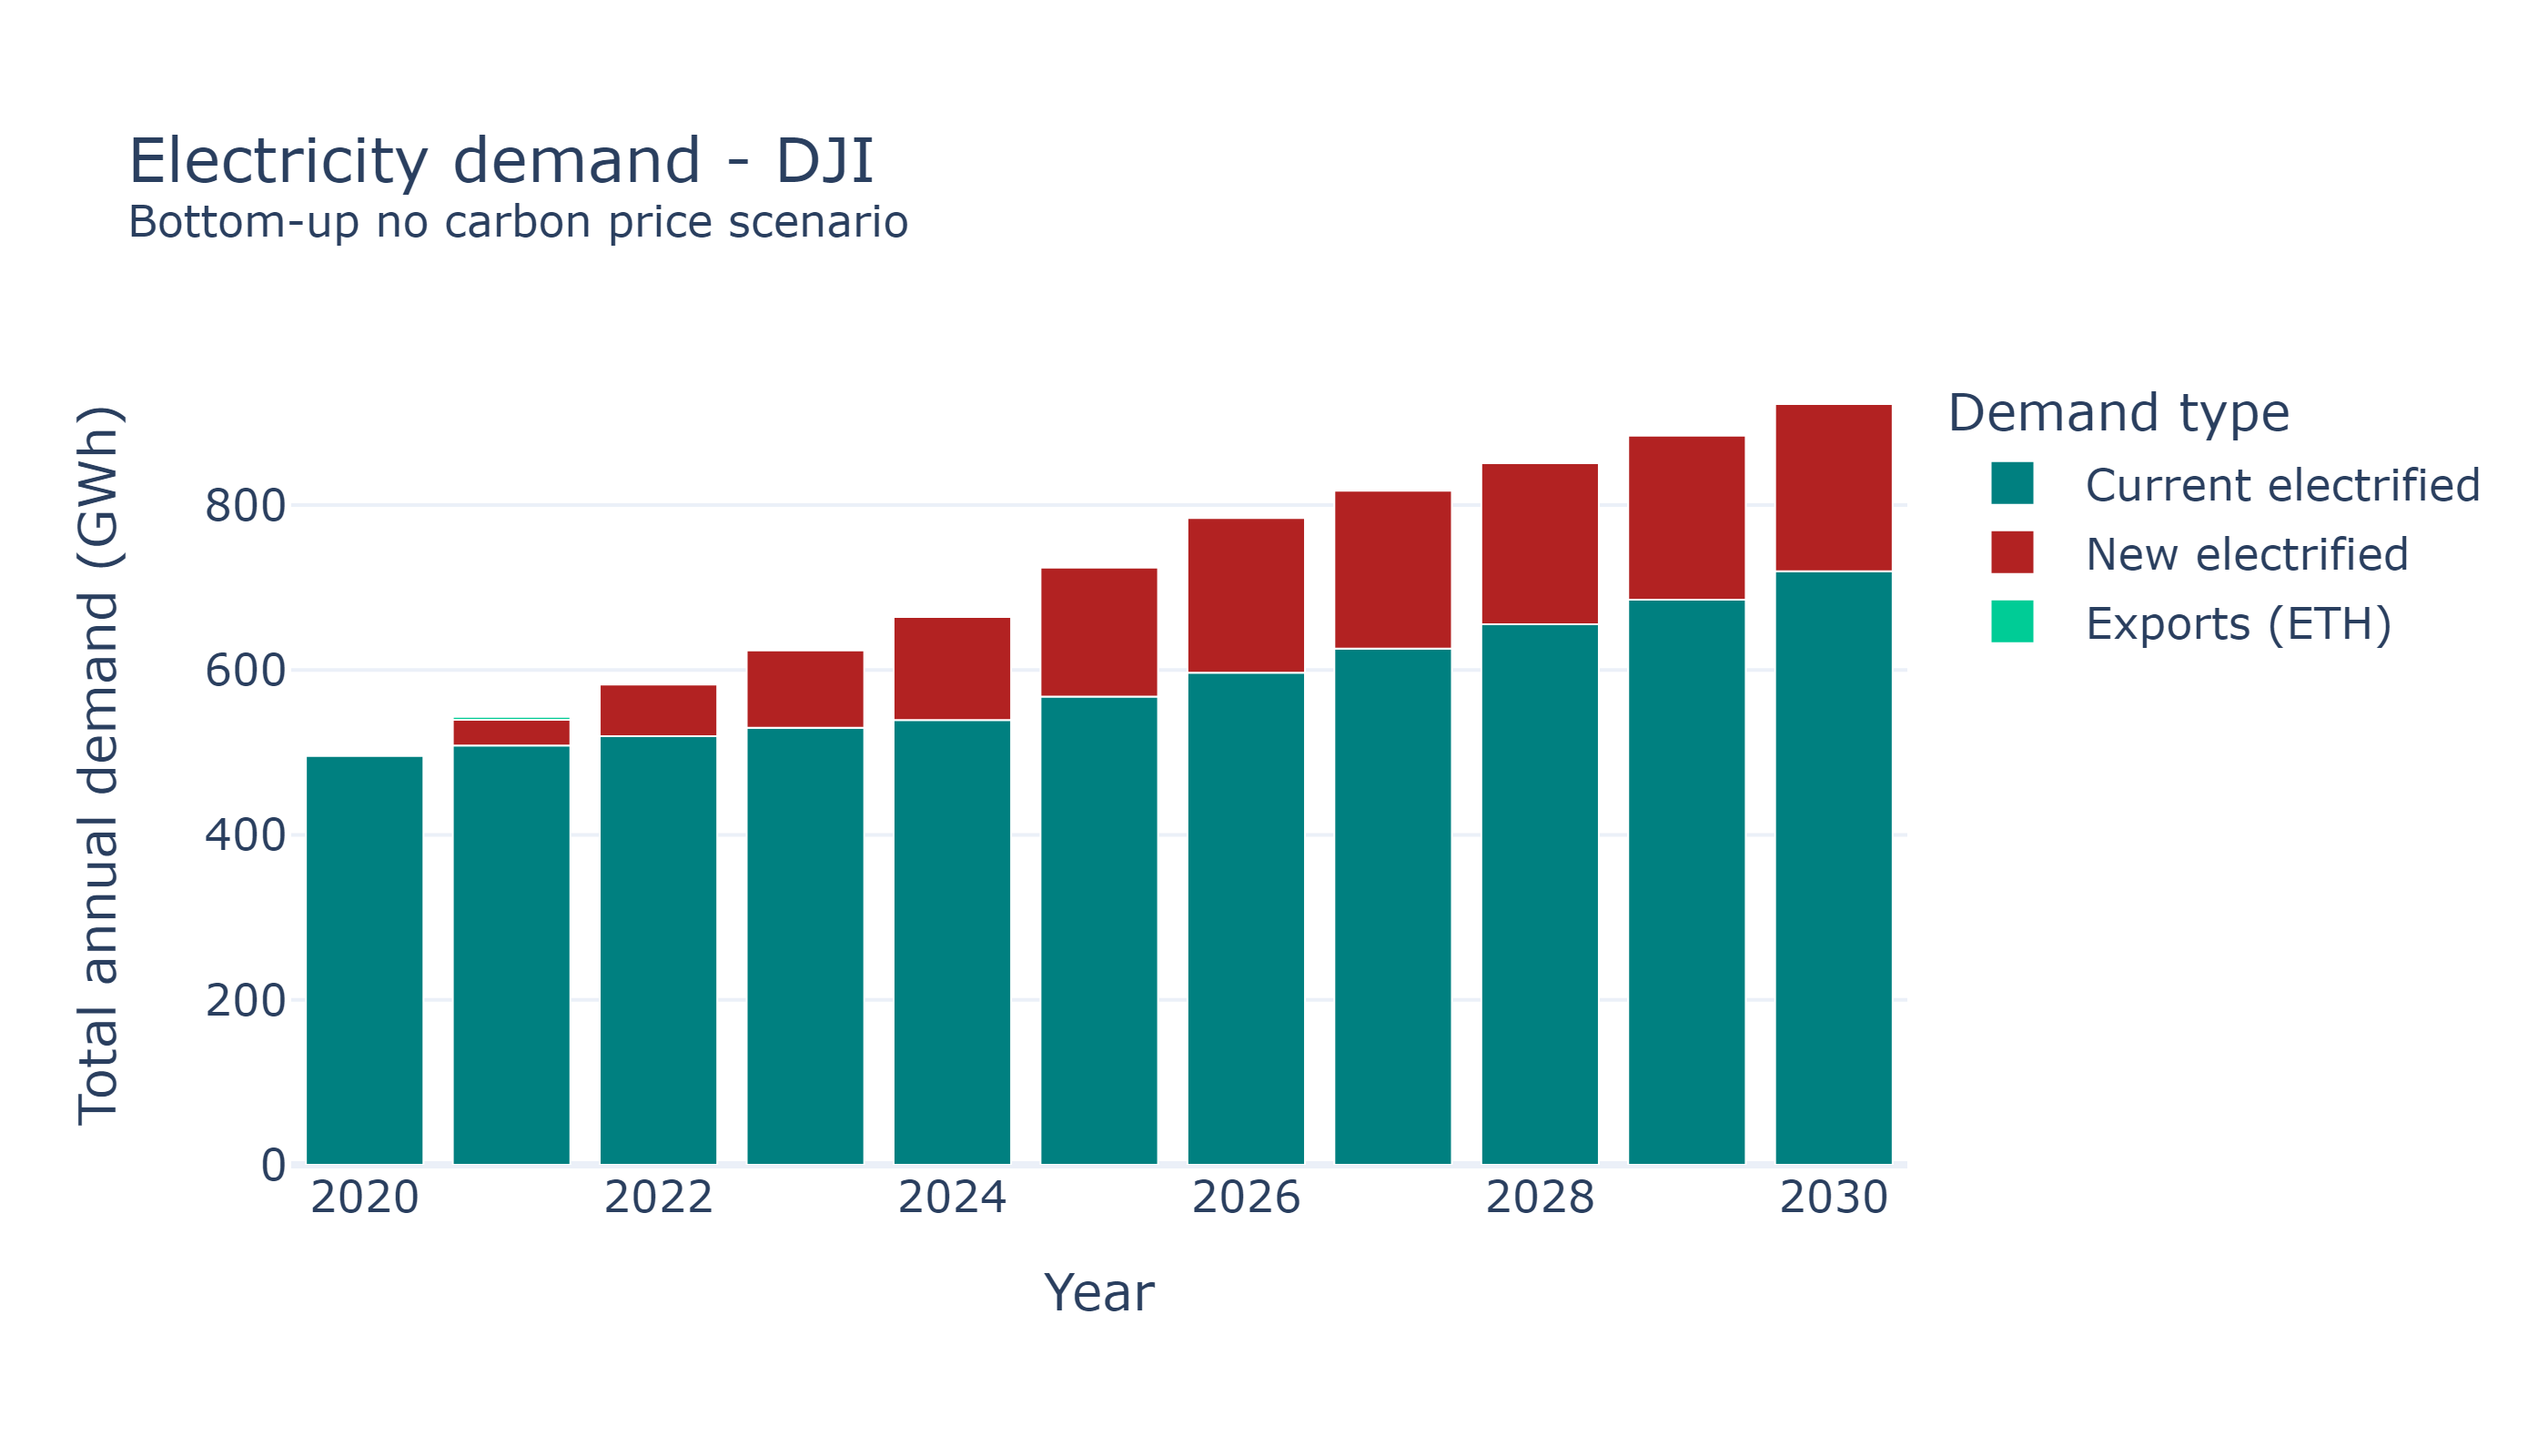 Electricity demand - DJI
Bottom-up no carbon price scenario
Total annual demand (GWh)
800
600
400
200
0
2020
2022
2024
2026
2028
2030
Year
Demand type
Current electrified
New electrified
Exports (ETH)